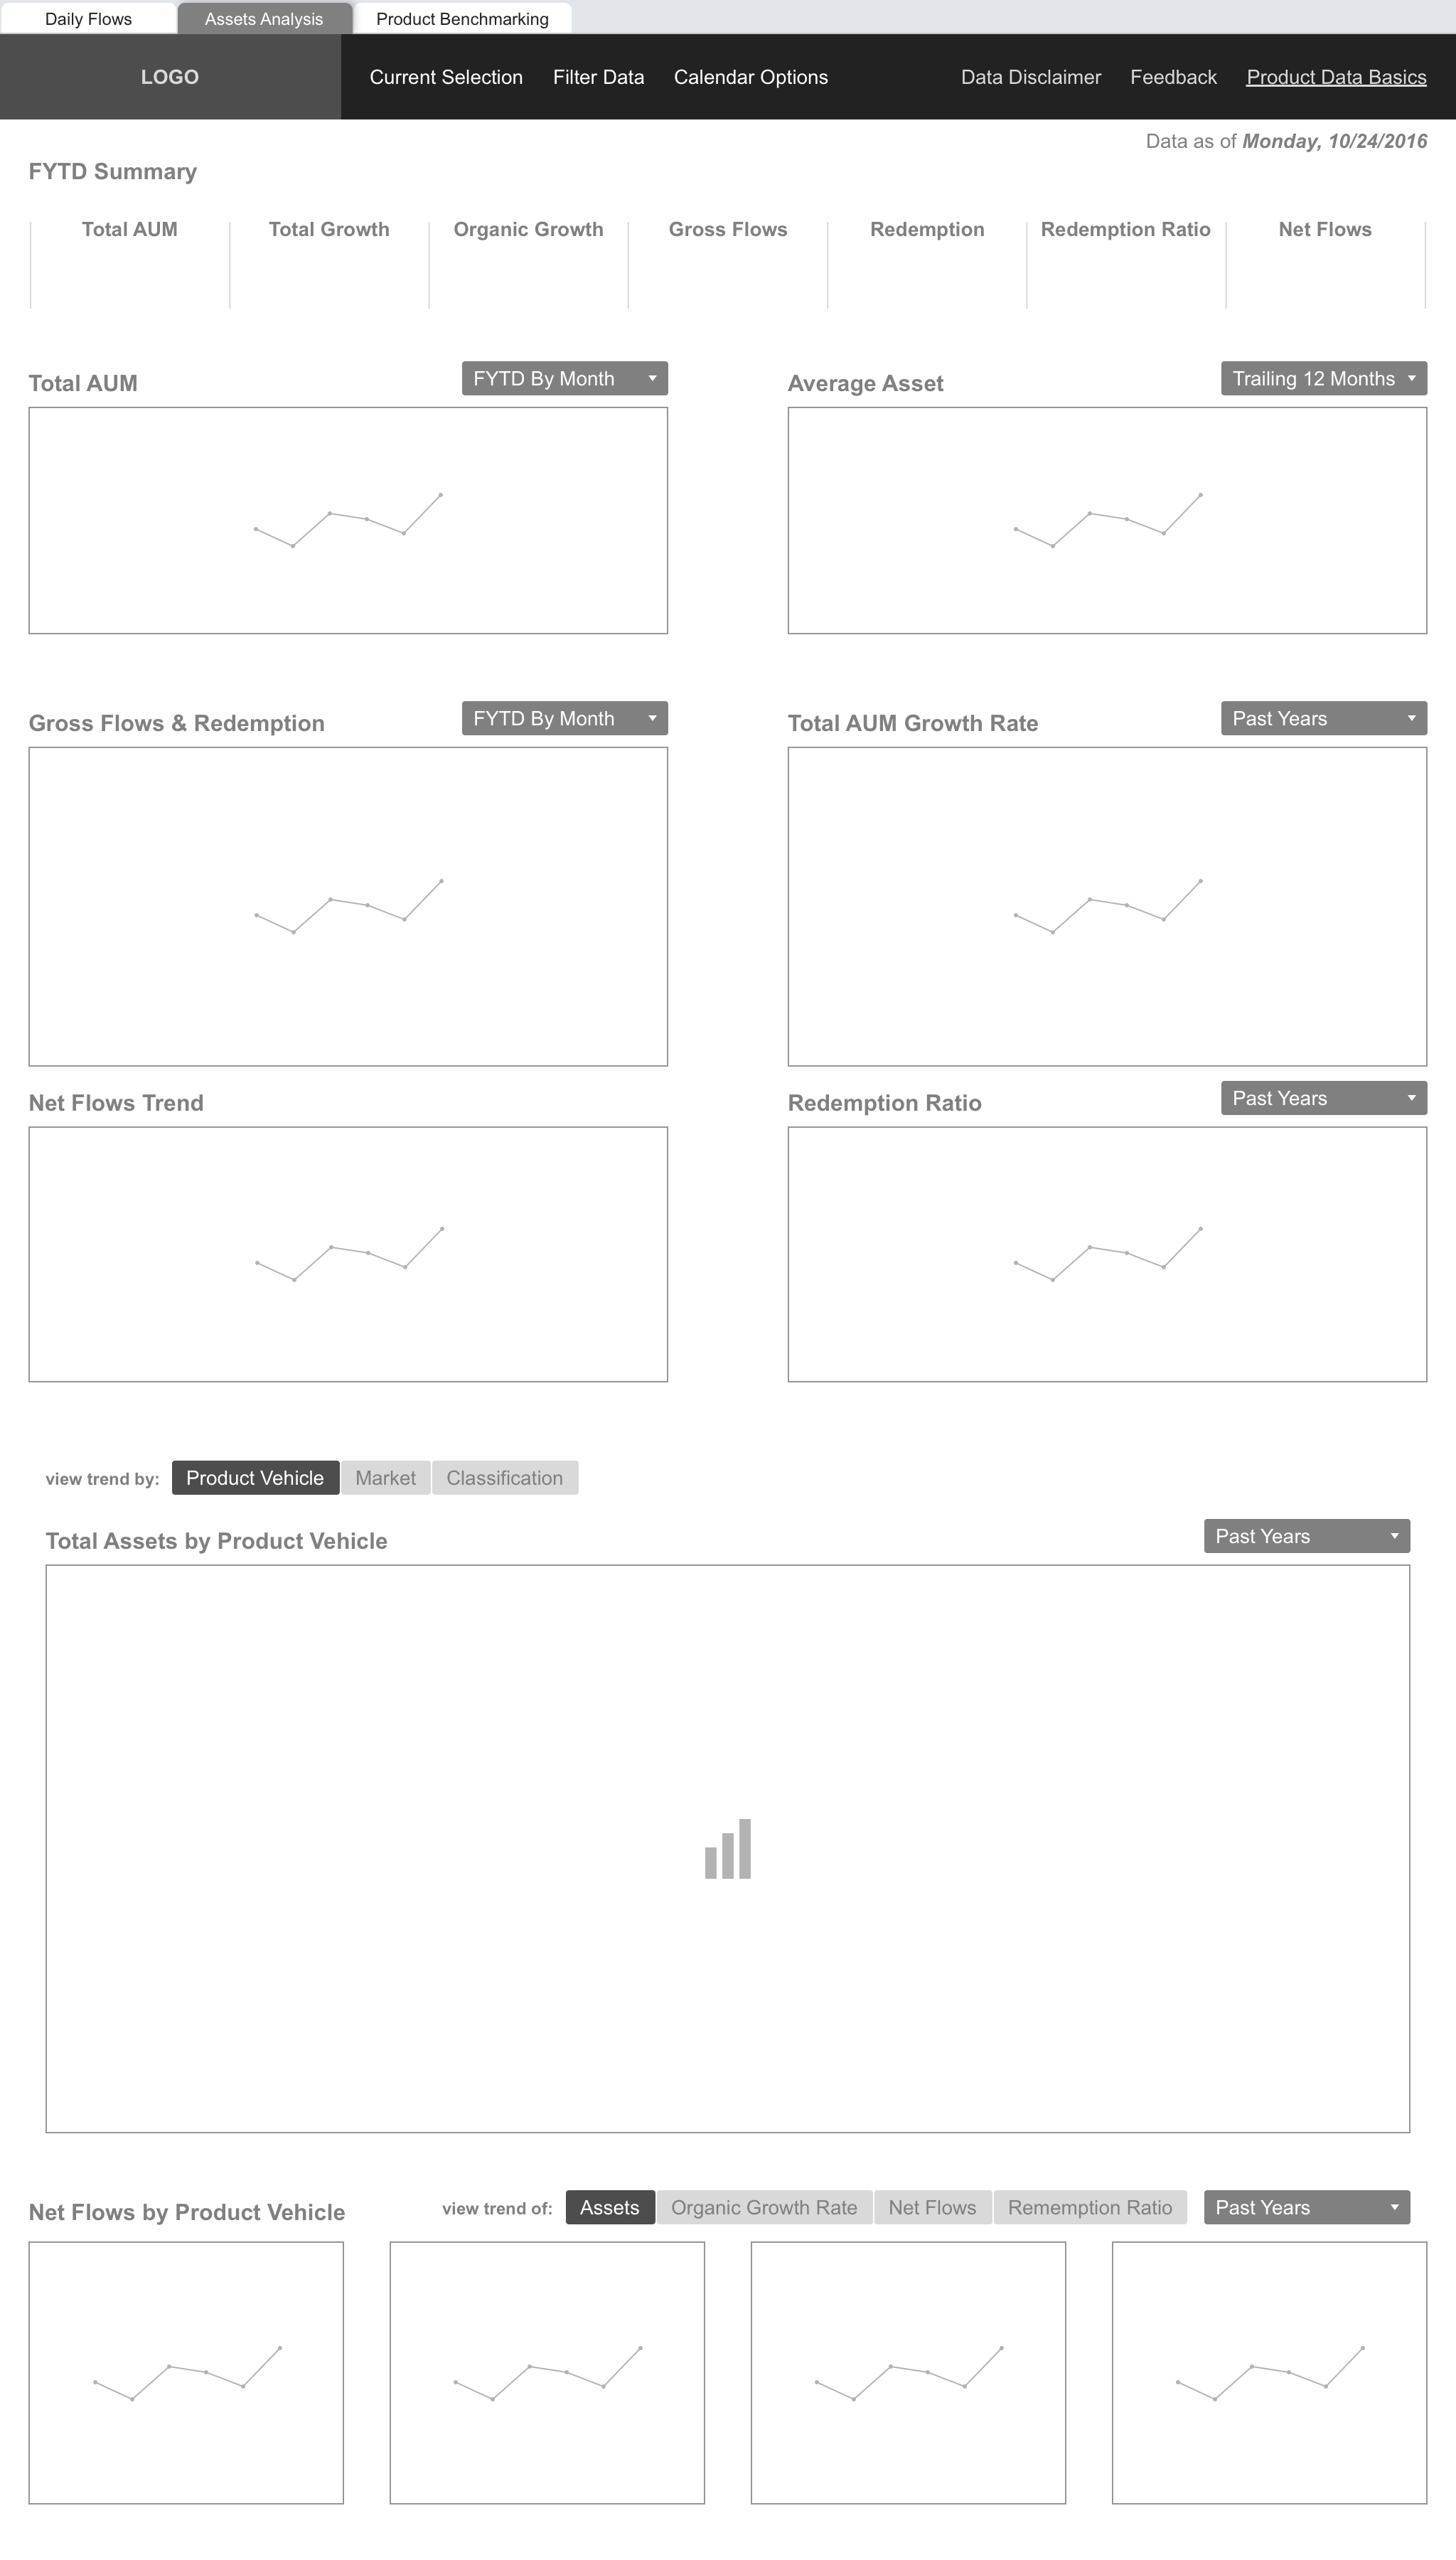 Daily Flows Assets Analysis Product Benchmarking
LOGO Current Selection Filter Data Calendar Options Data Disclaimer Feedback Product Data Basics
Data as of Monday, 10/24/2016
FYTD Summary
Total AUM Total Growth Organic Growth Gross Flows Redemption Redemption Ratio Net Flows
Total AUM FYTD By Month Average Asset Trailing 12 Months
Gross Flows & Redemption FYTD By Month Total AUM Growth Rate Past Years
Net Flows Trend Redemption Ratio Past Years
view trend by: Product Vehicle Market Classification
Total Assets by Product Vehicle Past Years
Net Flows by Product Vehicle view trend of: Assets Organic Growth Rate Net Flows Rememption Ratio Past Years